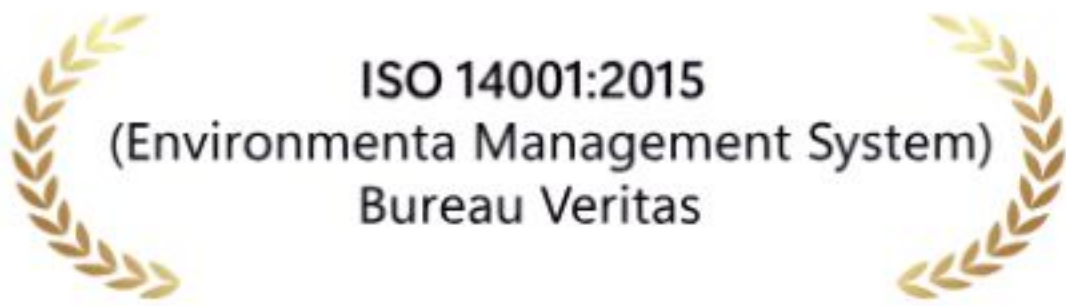 ISO 14001:2015
(Environmenta Management System)
Bureau Veritas